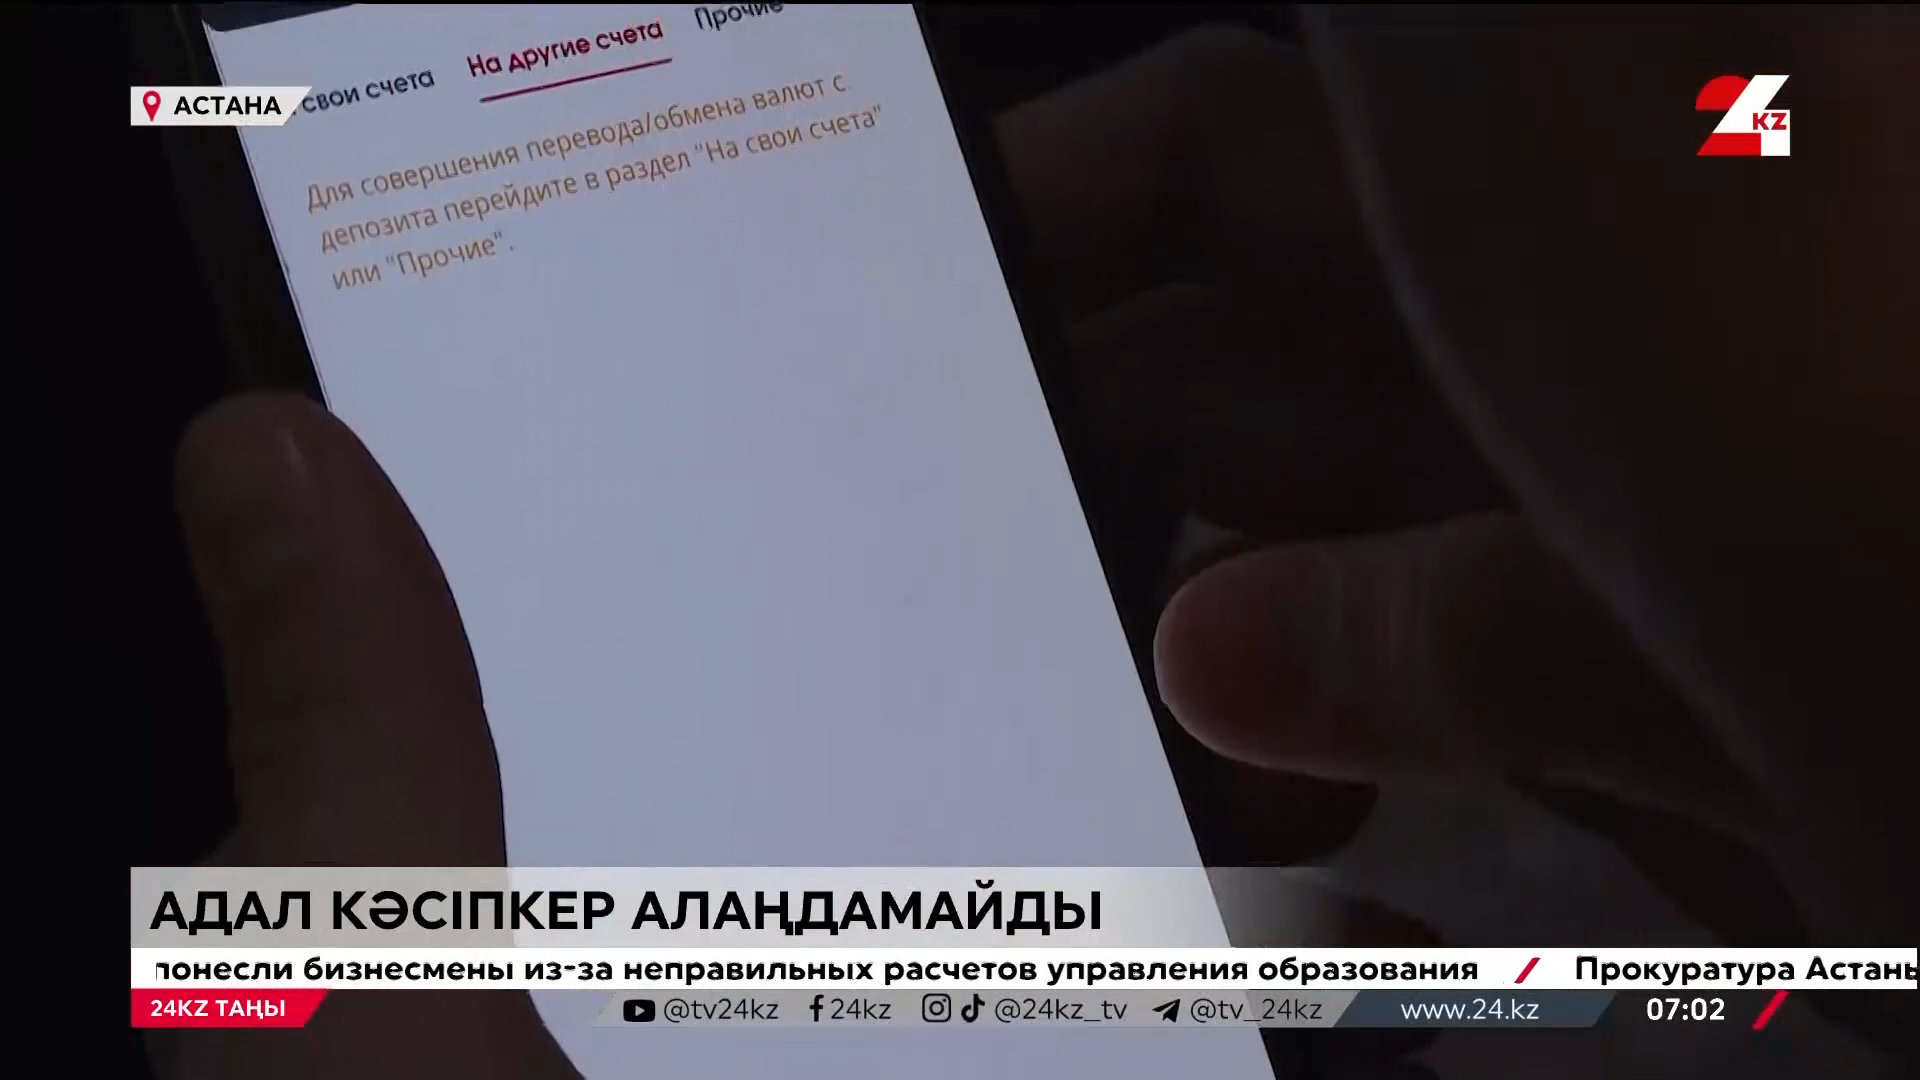 свои счета
На другие счета
Прочие
Для совершения перевода/обмена валют с
депозита перейдите в раздел "На свои счета"
или "Прочие".
АСТАНА
24 KZ
АДАЛ КӘСІПКЕР АЛАҢДАМАЙДЫ
понесли бизнесмены из-за неправильных расчетов управления образования / Прокуратура Астаны
24KZ ТАҢЫ
@tv24kz 24kz @24kz_tv @tv_24kz www.24.kz 07:02